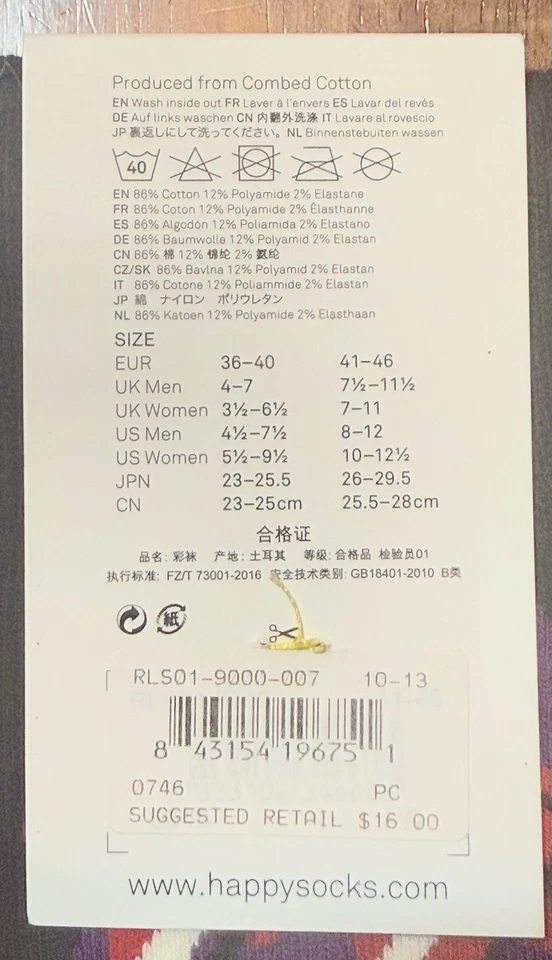 Produced from Combed Cotton
EN Wash inside out FR Laver à l'envers ES Lavar del revés
DE Auf links waschen CN 内翻外洗涤 IT Lavare al rovescio
JP 裏返しにして洗ってください。 NL Binnenstebuiten wassen
40
EN 86% Cotton 12% Polyamide 2% Elastane
FR 86% Coton 12% Polyamide 2% Élasthanne
ES 86% Algodón 12% Poliamida 2% Elastano
DE 86% Baumwolle 12% Polyamid 2% Elastan
CN 86% 棉 12% 锦纶 2% 氨纶
CZ/SK 86% Bavlna 12% Polyamid 2% Elastan
IT 86% Cotone 12% Poliammide 2% Elastan
JP 綿 ナイロン ポリウレタン
NL 86% Katoen 12% Polyamide 2% Elasthaan
SIZE
EUR 36–40 41–46
UK Men 4–7 7½–11½
UK Women 3½–6½ 7–11
US Men 4½–7½ 8–12
US Women 5½–9½ 10–12½
JPN 23–25.5 26–29.5
CN 23–25cm 25.5–28cm
合格证
品名: 彩袜 产地: 土耳其 等级: 合格品 检验员01
执行标准: FZ/T 73001-2016 安全技术类别: GB18401-2010 B类
紙
RLS01-9000-007 10-13
8 43154 19675 1
0746 PC
SUGGESTED RETAIL $16.00
www.happysocks.com